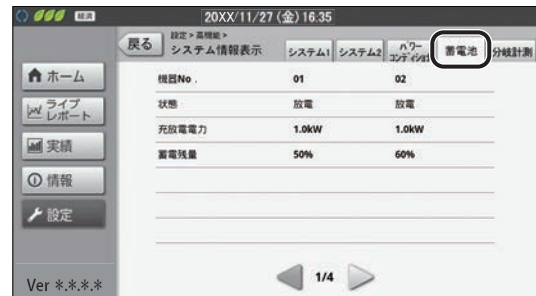 経済 20XX/11/27 (金) 16:35
戻る 設定 > 高機能 >
システム情報表示 システム1 システム2 パワーコンディショナ 蓄電池 分岐計測
ホーム
ライブレポート
実績
情報
設定
機器No. 01 02
状態 放電 放電
充放電電力 1.0kW 1.0kW
蓄電残量 50% 60%
1/4
Ver *.*.*.*